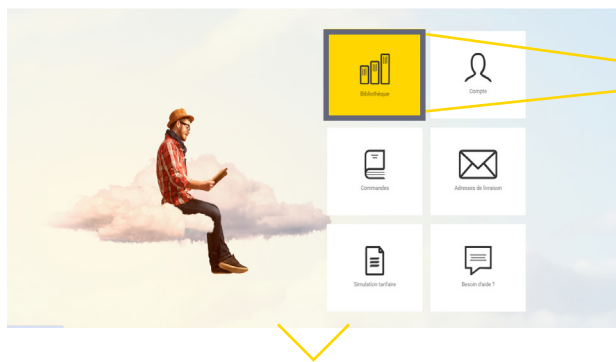 Bibliothèque
Compte
Commandes
Adresses de livraison
Simulation tarifaire
Besoin d'aide ?